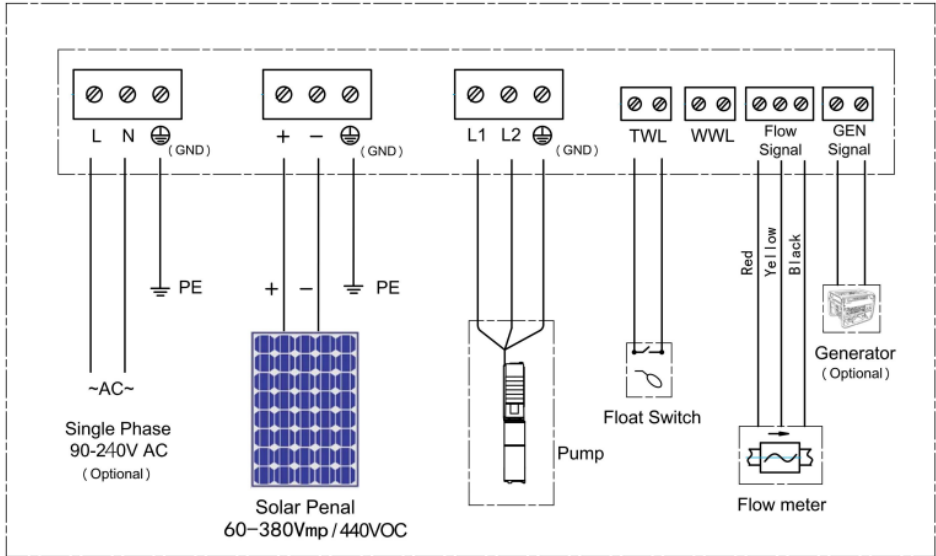 L N (GND)
+ − (GND)
L1 L2 (GND)
TWL
WWL
Flow
Signal
GEN
Signal
PE
+ − PE
Red
Yellow
Black
~AC~
Single Phase
90-240V AC
(Optional)
Solar Penal
60-380Vmp/440VOC
Pump
Float Switch
Generator
(Optional)
Flow meter